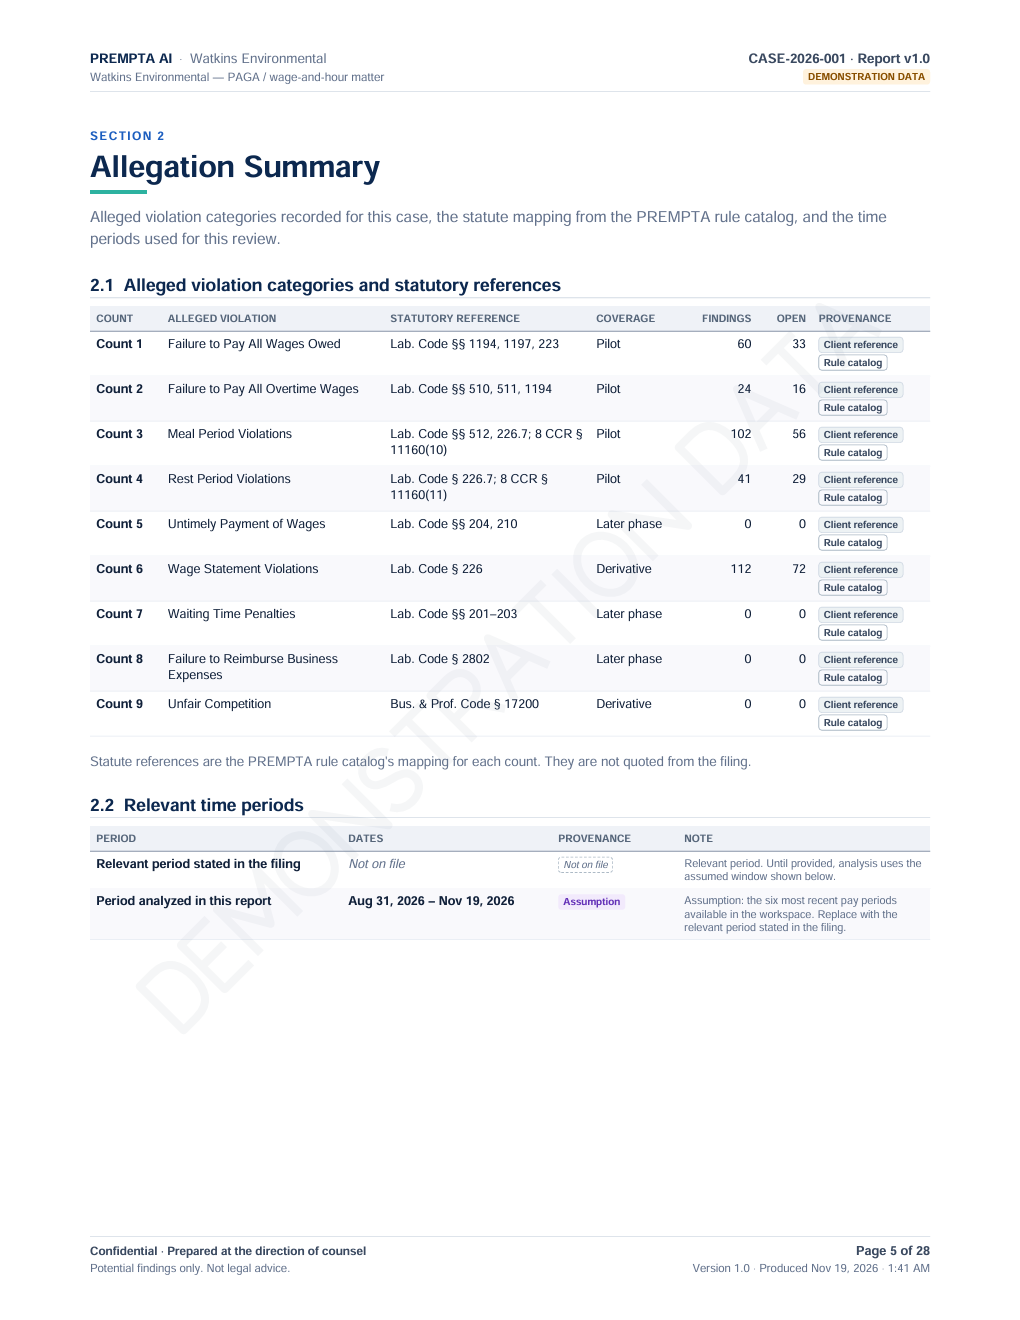 PREMPTA AI · Watkins Environmental
CASE-2026-001 · Report v1.0
Watkins Environmental — PAGA / wage-and-hour matter
DEMONSTRATION DATA
SECTION 2
Allegation Summary
Alleged violation categories recorded for this case, the statute mapping from the PREMPTA rule catalog, and the time
periods used for this review.
2.1 Alleged violation categories and statutory references
COUNT ALLEGED VIOLATION STATUTORY REFERENCE COVERAGE FINDINGS OPEN PROVENANCE
Count 1 Failure to Pay All Wages Owed Lab. Code §§ 1194, 1197, 223 Pilot 60 33 Client reference
Rule catalog
Count 2 Failure to Pay All Overtime Wages Lab. Code §§ 510, 511, 1194 Pilot 24 16 Client reference
Rule catalog
Count 3 Meal Period Violations Lab. Code §§ 512, 226.7; 8 CCR § Pilot 102 56 Client reference
11160(10) Rule catalog
Count 4 Rest Period Violations Lab. Code § 226.7; 8 CCR § Pilot 41 29 Client reference
11160(11) Rule catalog
Count 5 Untimely Payment of Wages Lab. Code §§ 204, 210 Later phase 0 0 Client reference
Rule catalog
Count 6 Wage Statement Violations Lab. Code § 226 Derivative 112 72 Client reference
Rule catalog
Count 7 Waiting Time Penalties Lab. Code §§ 201–203 Later phase 0 0 Client reference
Rule catalog
Count 8 Failure to Reimburse Business Lab. Code § 2802 Later phase 0 0 Client reference
Expenses Rule catalog
Count 9 Unfair Competition Bus. & Prof. Code § 17200 Derivative 0 0 Client reference
Rule catalog
Statute references are the PREMPTA rule catalog's mapping for each count. They are not quoted from the filing.
2.2 Relevant time periods
PERIOD DATES PROVENANCE NOTE
Relevant period stated in the filing Not on file Not on file Relevant period. Until provided, analysis uses the
assumed window shown below.
Period analyzed in this report Aug 31, 2026 – Nov 19, 2026 Assumption Assumption: the six most recent pay periods
available in the workspace. Replace with the
relevant period stated in the filing.
DEMONSTRATION DATA
Confidential · Prepared at the direction of counsel
Page 5 of 28
Potential findings only. Not legal advice.
Version 1.0 · Produced Nov 19, 2026 · 1:41 AM